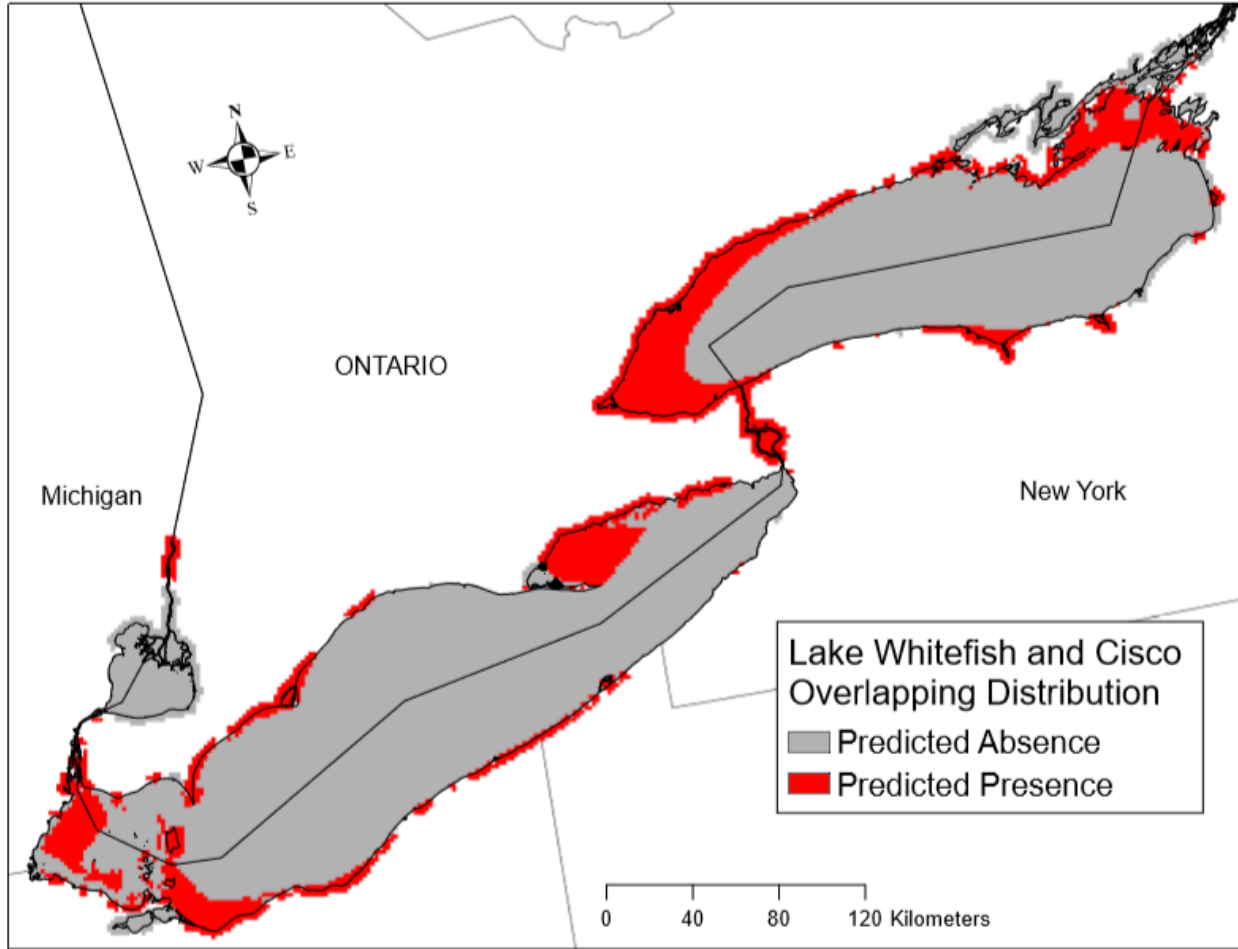 N
W E
S
ONTARIO
Michigan
New York
Lake Whitefish and Cisco
Overlapping Distribution
Predicted Absence
Predicted Presence
0 40 80 120 Kilometers